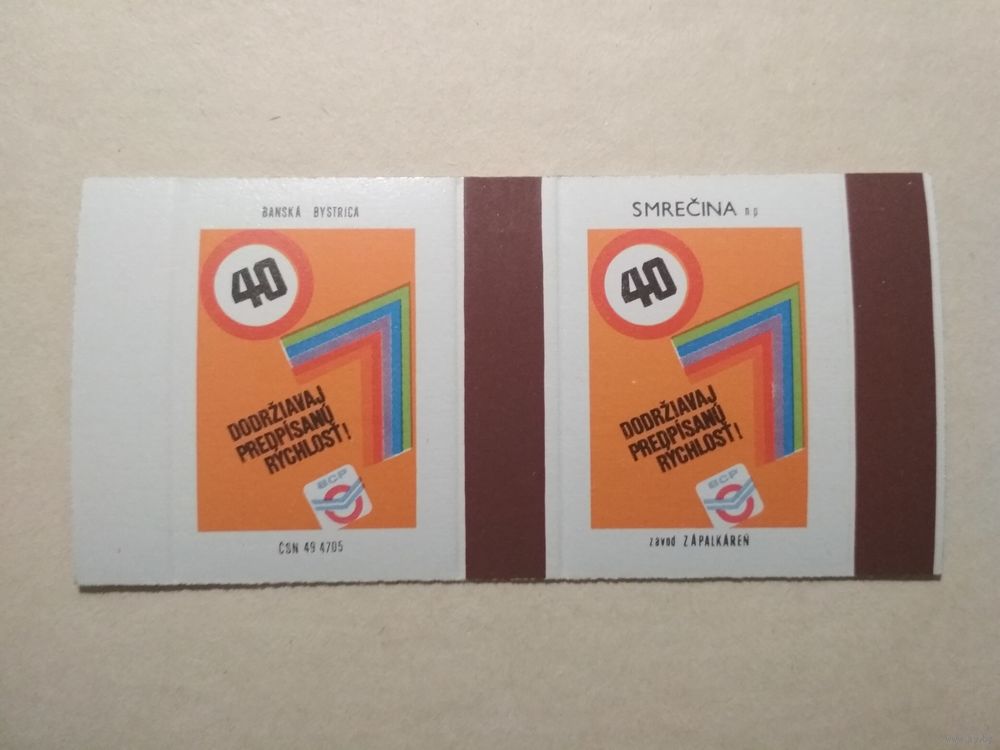 BANSKÁ BYSTRICA
40
DODRŽIAVAJ
PREDPÍSANÚ
RÝCHLOSŤ!
BCP
ČSN 49 4705
SMREČINA n.p
40
DODRŽIAVAJ
PREDPÍSANÚ
RÝCHLOSŤ!
BCP
závod ZÁPALKÁREŇ